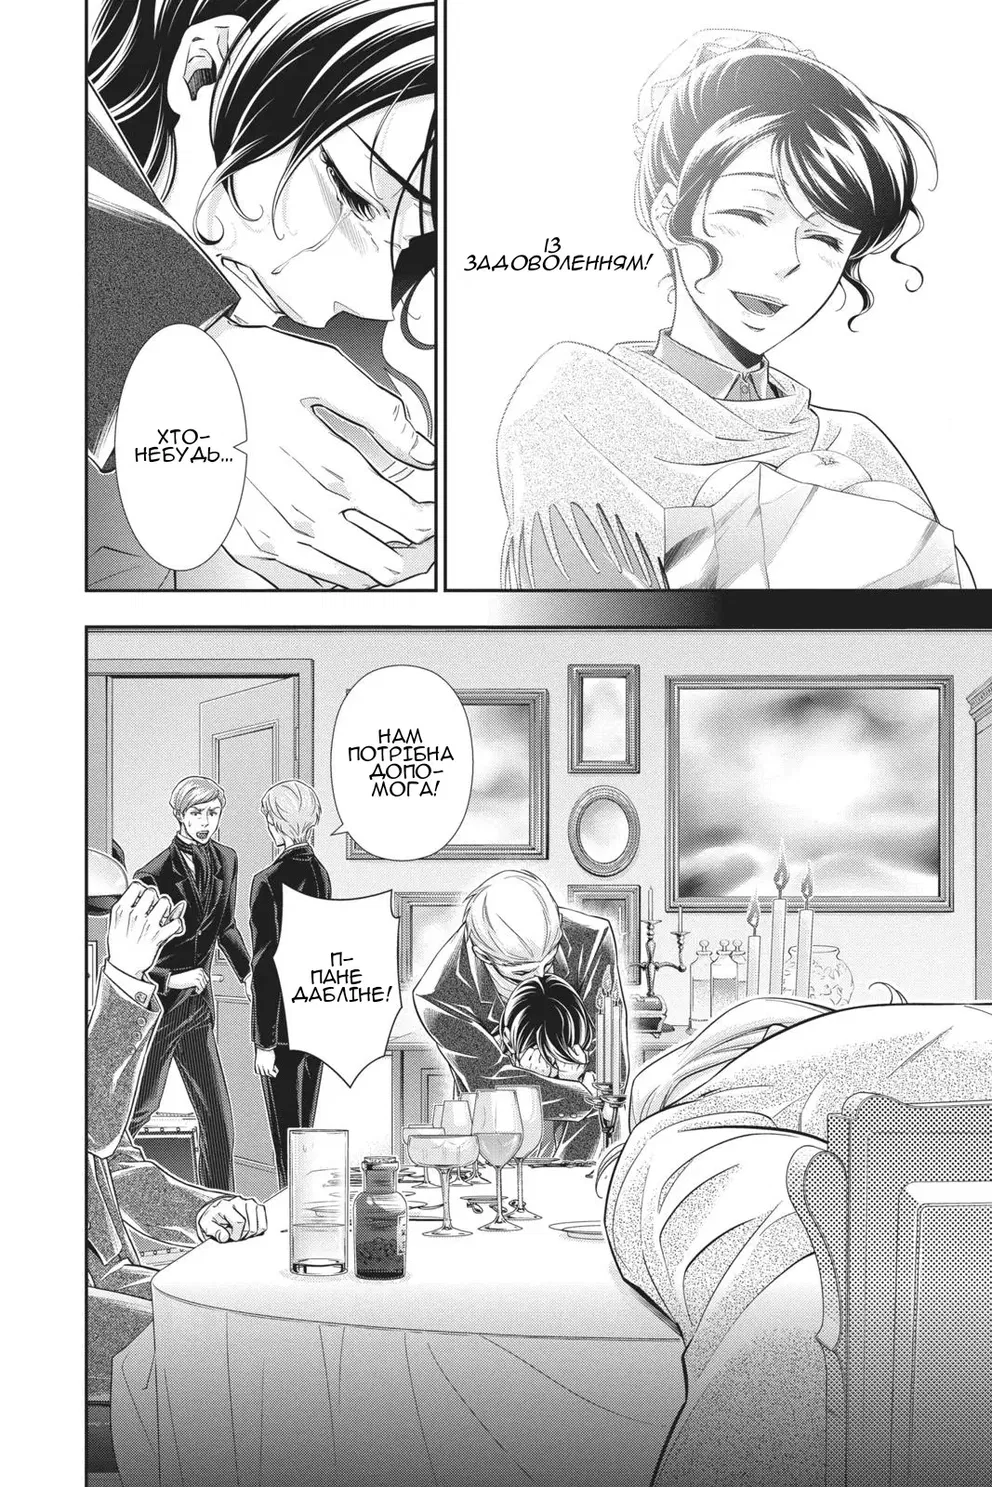 ІЗ
ЗАДОВОЛЕННЯМ!
ХТО-
НЕБУДЬ...
НАМ
ПОТРІБНА
ДОПО-
МОГА!
П-
ПАНЕ
ДАБЛІНЕ!